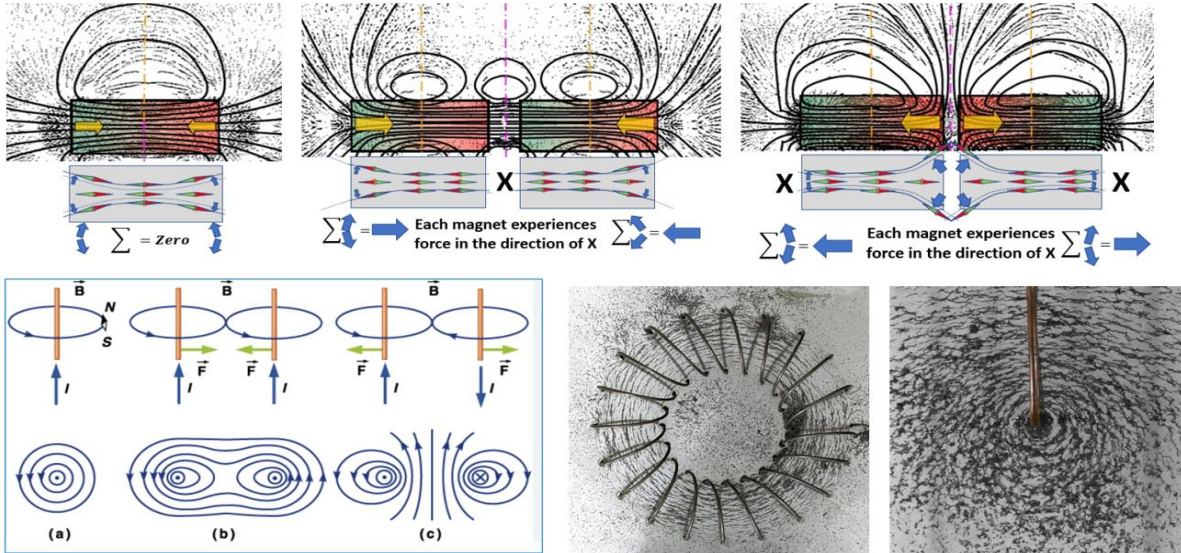 X
X
X
∑ = Zero
∑ =
Each magnet experiences
force in the direction of X
∑ =
∑ =
Each magnet experiences
force in the direction of X
∑ =
B
N
S
I
B
F
F
I
I
B
F
F
I
I
(a)
(b)
(c)